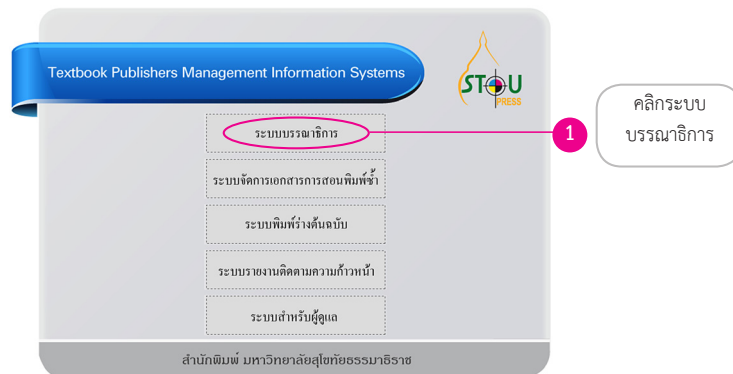 Textbook Publishers Management Information Systems
STOU
PRESS
ระบบบรรณาธิการ
1
คลิกระบบ
บรรณาธิการ
ระบบจัดการเอกสารการสอนพิมพ์ซ้ำ
ระบบพิมพ์ร่างต้นฉบับ
ระบบรายงานติดตามความก้าวหน้า
ระบบสำหรับผู้ดูแล
สำนักพิมพ์ มหาวิทยาลัยสุโขทัยธรรมาธิราช